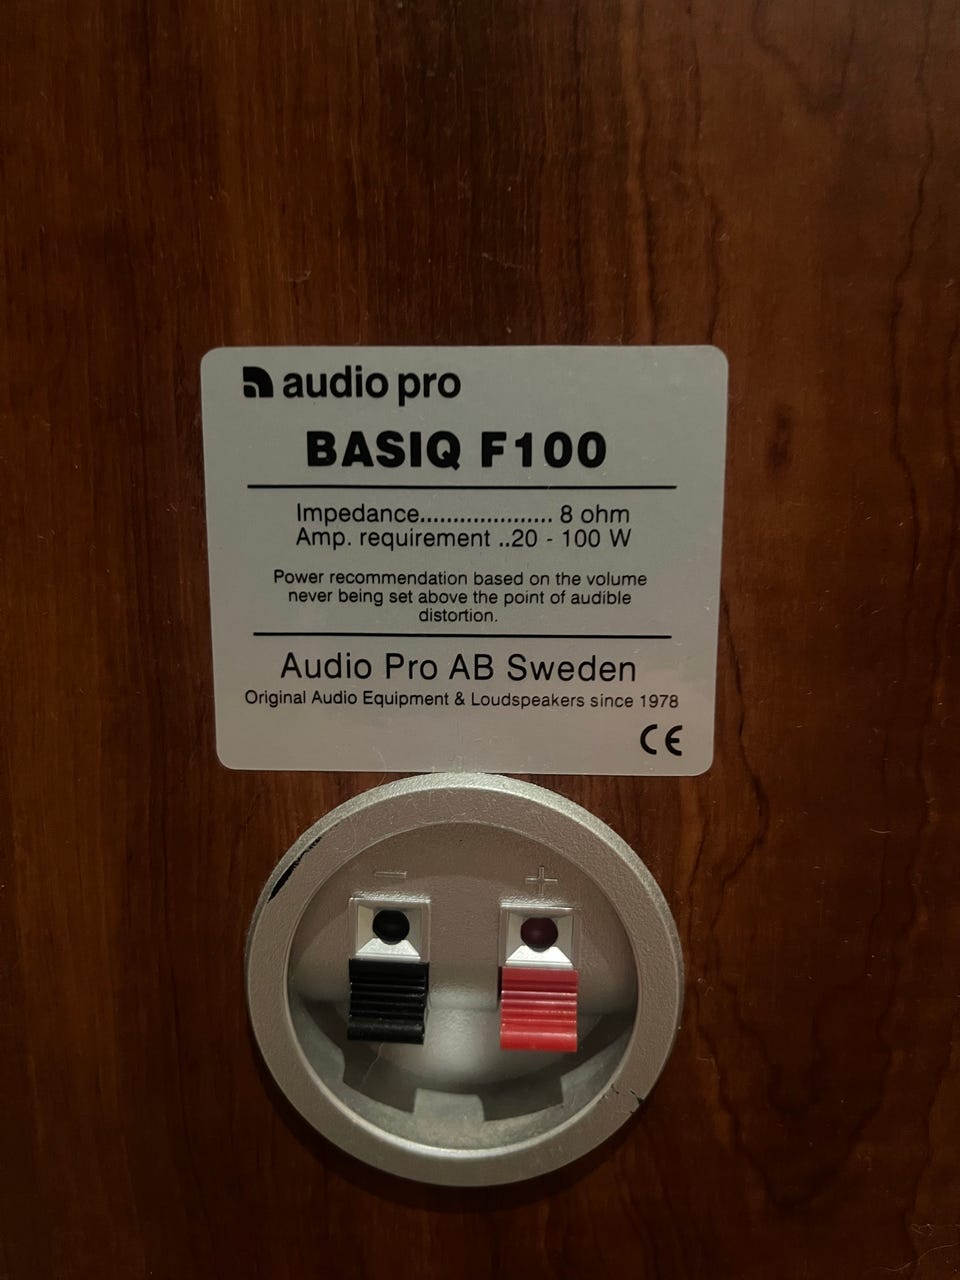 audio pro
BASIQ F100
Impedance.................... 8 ohm
Amp. requirement ..20 - 100 W
Power recommendation based on the volume
never being set above the point of audible
distortion.
Audio Pro AB Sweden
Original Audio Equipment & Loudspeakers since 1978
CE
− +